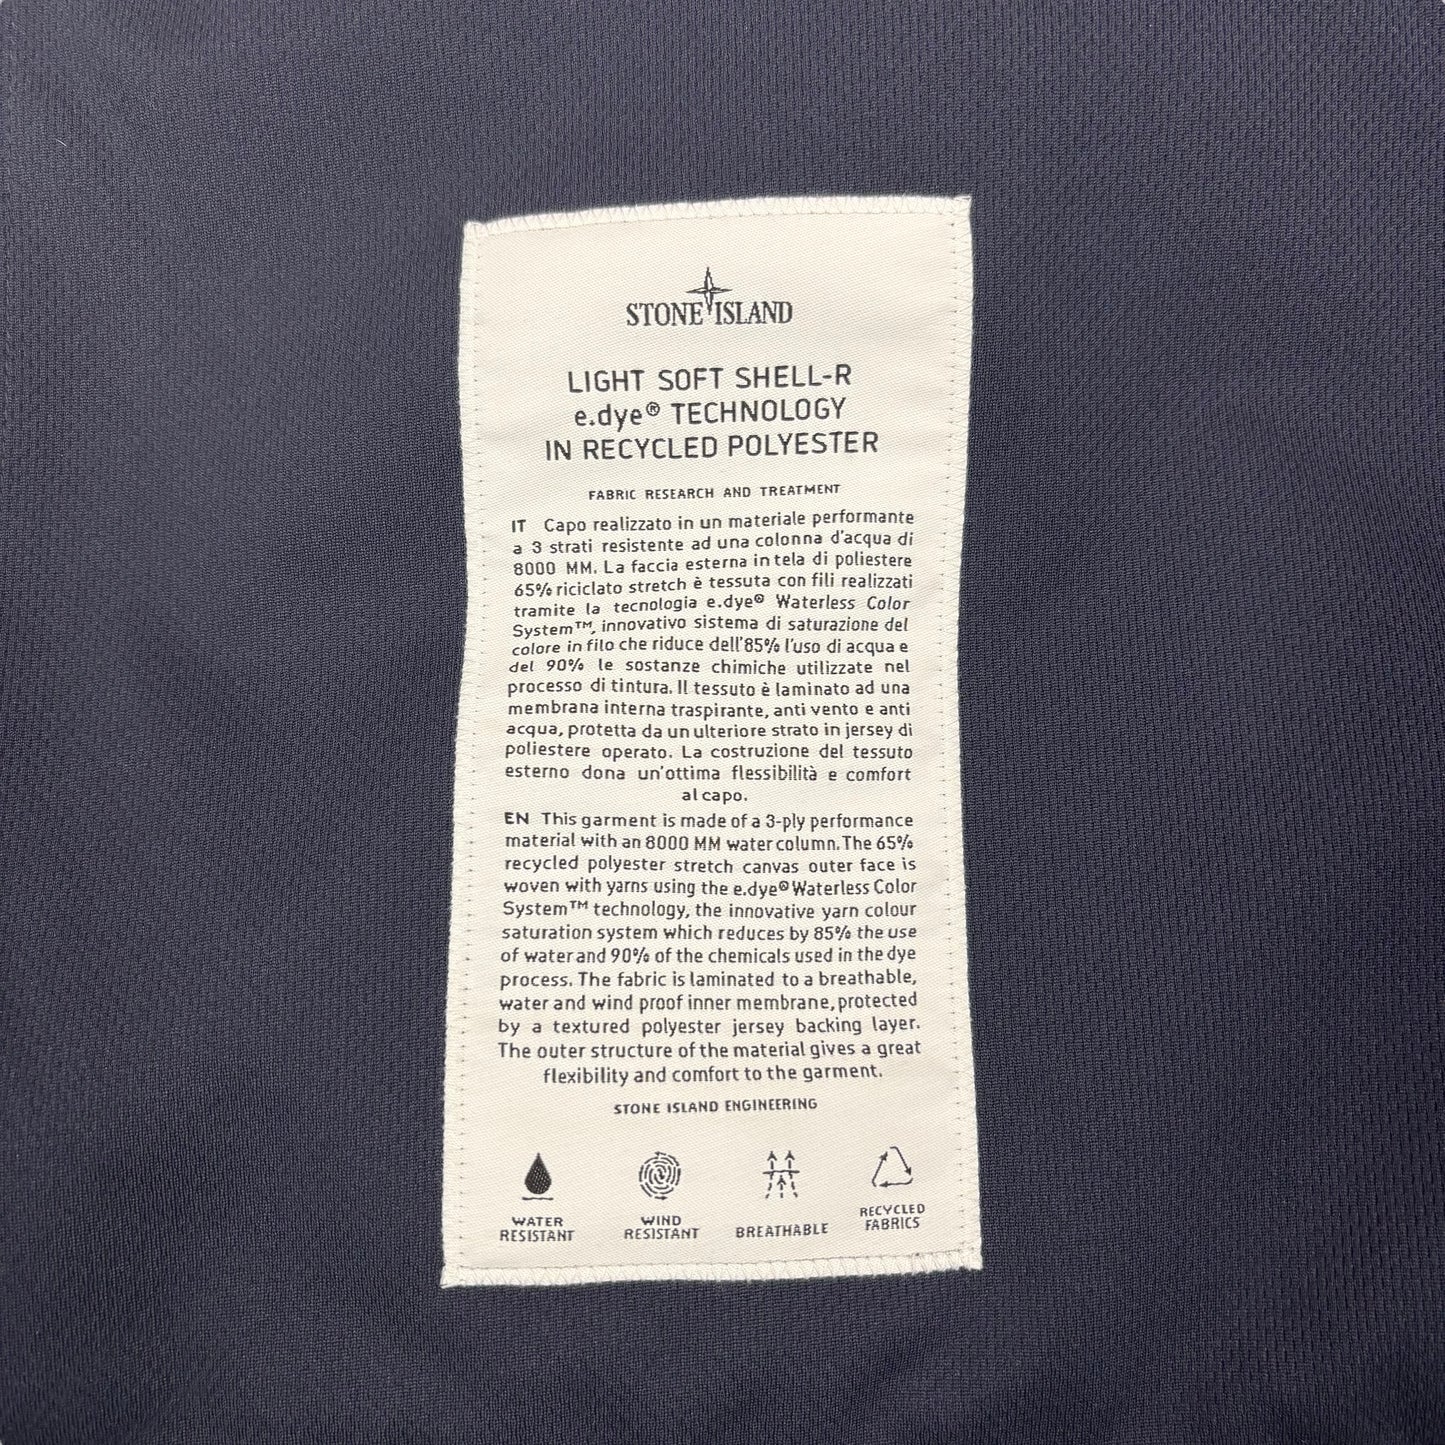 STONE ISLAND
LIGHT SOFT SHELL-R
e.dye® TECHNOLOGY
IN RECYCLED POLYESTER
FABRIC RESEARCH AND TREATMENT
IT Capo realizzato in un materiale performante
a 3 strati resistente ad una colonna d'acqua di
8000 MM. La faccia esterna in tela di poliestere
65% riciclato stretch è tessuta con fili realizzati
tramite la tecnologia e.dye® Waterless Color
System™, innovativo sistema di saturazione del
colore in filo che riduce dell'85% l'uso di acqua e
del 90% le sostanze chimiche utilizzate nel
processo di tintura. Il tessuto è laminato ad una
membrana interna traspirante, anti vento e anti
acqua, protetta da un ulteriore strato in jersey di
poliestere operato. La costruzione del tessuto
esterno dona un'ottima flessibilità e comfort
al capo.
EN This garment is made of a 3-ply performance
material with an 8000 MM water column. The 65%
recycled polyester stretch canvas outer face is
woven with yarns using the e.dye® Waterless Color
System™ technology, the innovative yarn colour
saturation system which reduces by 85% the use
of water and 90% of the chemicals used in the dye
process. The fabric is laminated to a breathable,
water and wind proof inner membrane, protected
by a textured polyester jersey backing layer.
The outer structure of the material gives a great
flexibility and comfort to the garment.
STONE ISLAND ENGINEERING
WATER
RESISTANT
WIND
RESISTANT
BREATHABLE
RECYCLED
FABRICS